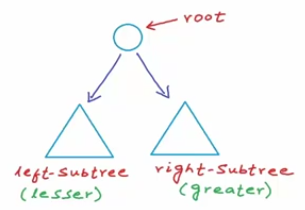 root
left-subtree
(lesser)
right-subtree
(greater)